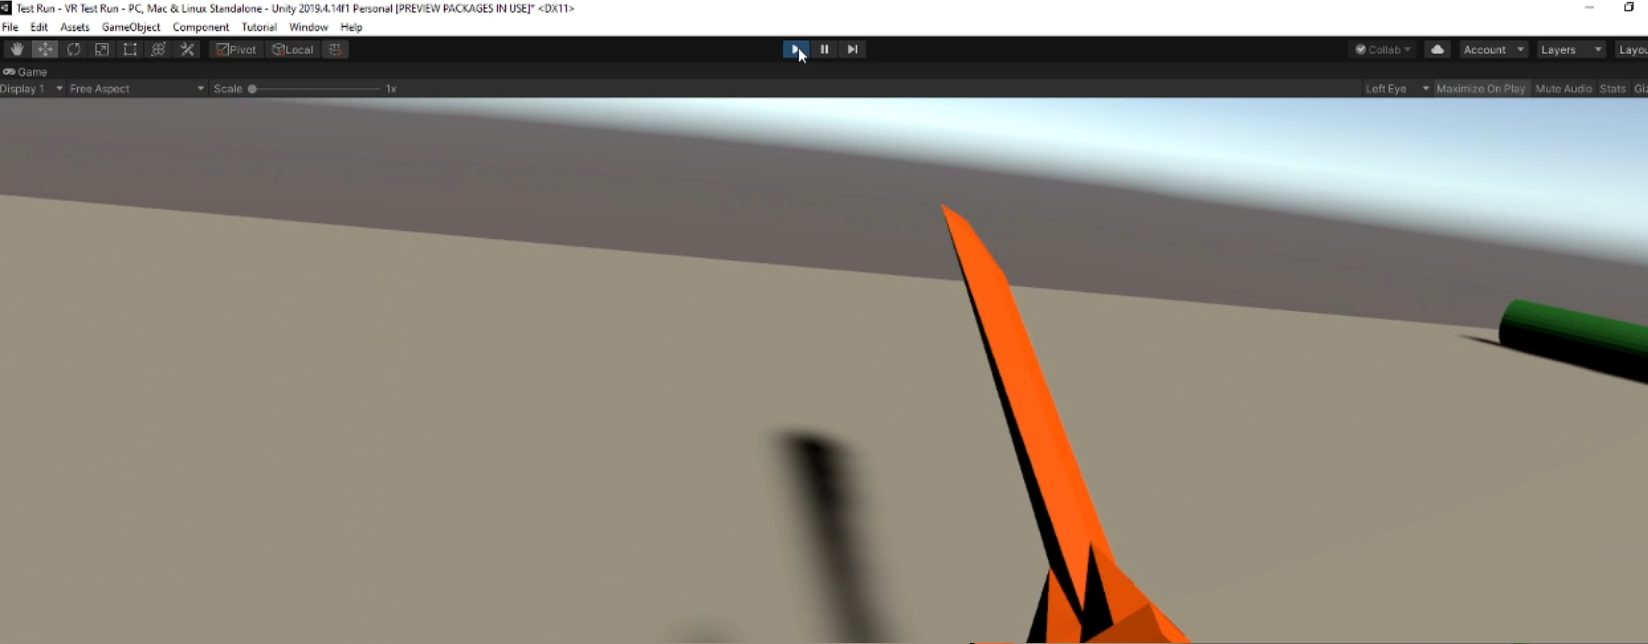 Test Run - VR Test Run - PC, Mac & Linux Standalone - Unity 2019.4.14f1 Personal [PREVIEW PACKAGES IN USE]* <DX11>
File Edit Assets GameObject Component Tutorial Window Help
Pivot Local Collab Account Layers Layou
Game
Display 1 Free Aspect Scale 1x Left Eye Maximize On Play Mute Audio Stats Giz